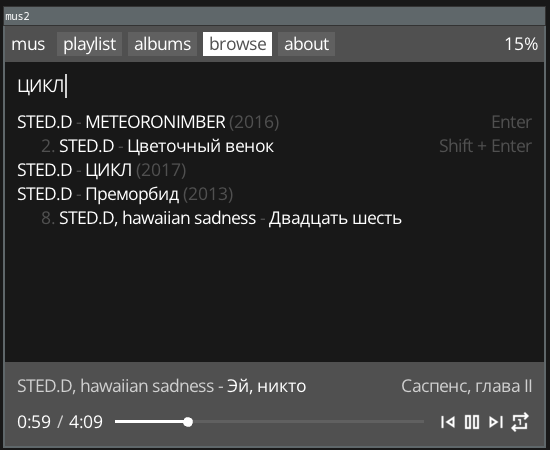 mus2
mus playlist albums browse about 15%
ЦИКЛ
STED.D - METEORONIMBER (2016) Enter
2. STED.D - Цветочный венок Shift + Enter
STED.D - ЦИКЛ (2017)
STED.D - Преморбид (2013)
8. STED.D, hawaiian sadness - Двадцать шесть
STED.D, hawaiian sadness - Эй, никто Саспенс, глава II
0:59 / 4:09 1